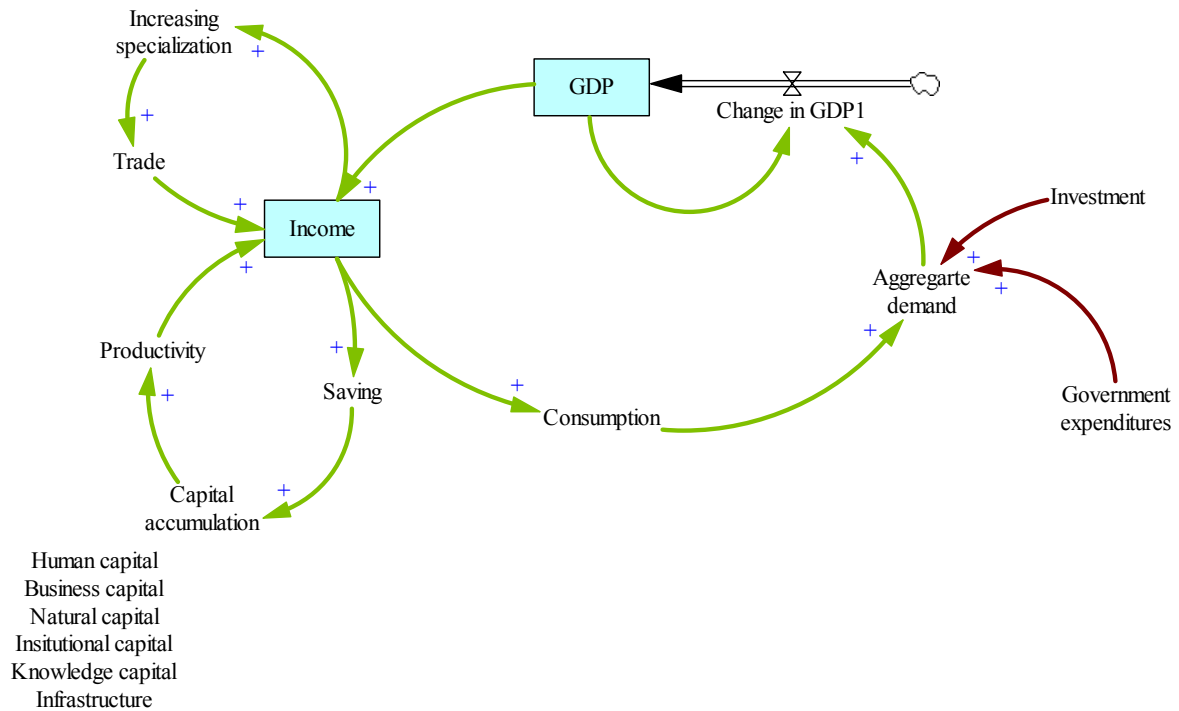 Increasing
specialization
+
GDP
Change in GDP1
+
+
Trade
+
+
Income
Investment
+
Aggregarte
demand
+
+
+
Productivity
+
+
Saving
+
Consumption
Government
expenditures
+
Capital
accumulation
Human capital
Business capital
Natural capital
Insitutional capital
Knowledge capital
Infrastructure